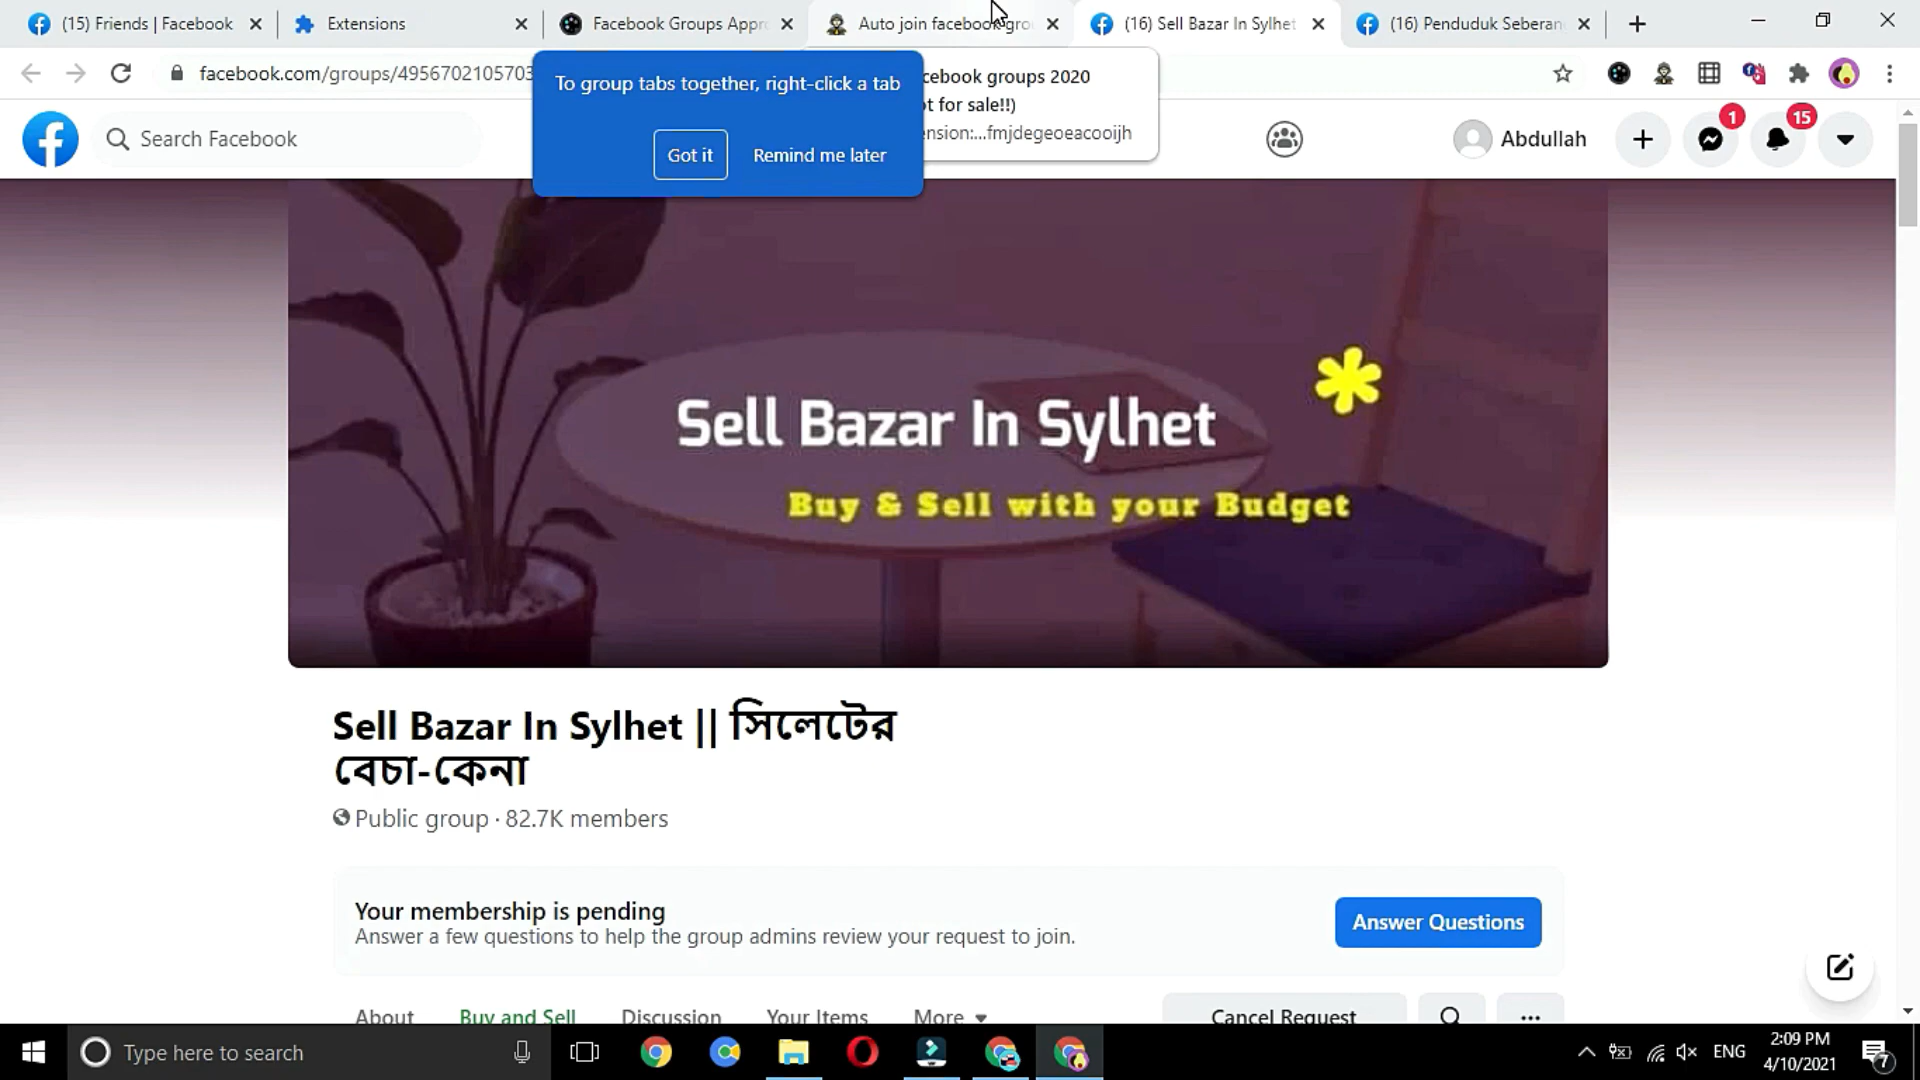 (15) Friends | Facebook
Extensions
Facebook Groups Appr
Auto join facebook gro
(16) Sell Bazar In Sylhet
(16) Penduduk Seberan
facebook.com/groups/4956702105703
To group tabs together, right-click a tab
Got it
Remind me later
cebook groups 2020
t for sale!!)
ension:...fmjdegeoeacooijh
Search Facebook
Abdullah
1
15
Sell Bazar In Sylhet
Buy & Sell with your Budget
Sell Bazar In Sylhet || সিলেটের
বেচা-কেনা
Public group · 82.7K members
Your membership is pending
Answer a few questions to help the group admins review your request to join.
Answer Questions
About
Buy and Sell
Discussion
Your Items
More
Cancel Request
Type here to search
ENG
2:09 PM
4/10/2021
7